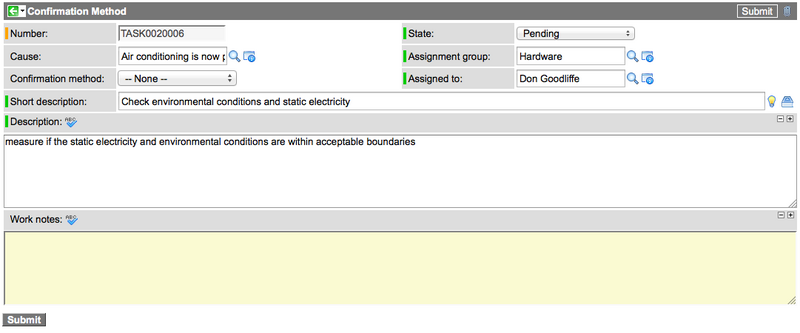 Confirmation Method Submit
Number: TASK0020006 State: Pending
Cause: Air conditioning is now p Assignment group: Hardware
Confirmation method: -- None -- Assigned to: Don Goodliffe
Short description: Check environmental conditions and static electricity
Description: ABC
measure if the static electricity and environmental conditions are within acceptable boundaries
Work notes: ABC
Submit